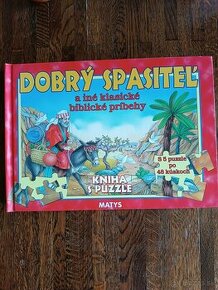 DOBRÝ SPASITEĽ
a iné klasické
biblické príbehy
S 5 puzzle
po
48 kúskoch
KNIHA
S PUZZLE
MATYS